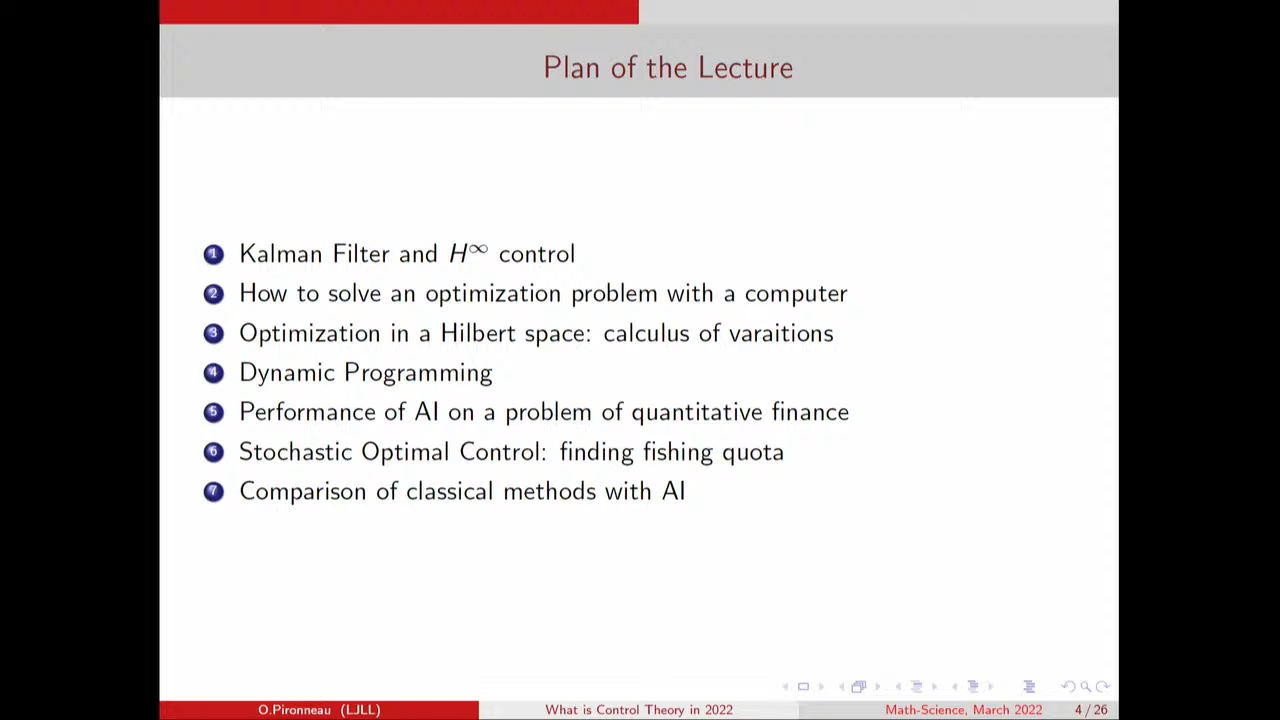 Plan of the Lecture
1 Kalman Filter and H∞ control
2 How to solve an optimization problem with a computer
3 Optimization in a Hilbert space: calculus of varaitions
4 Dynamic Programming
5 Performance of AI on a problem of quantitative finance
6 Stochastic Optimal Control: finding fishing quota
7 Comparison of classical methods with AI
O.Pironneau (LJLL) What is Control Theory in 2022 Math-Science, March 2022 4 / 26